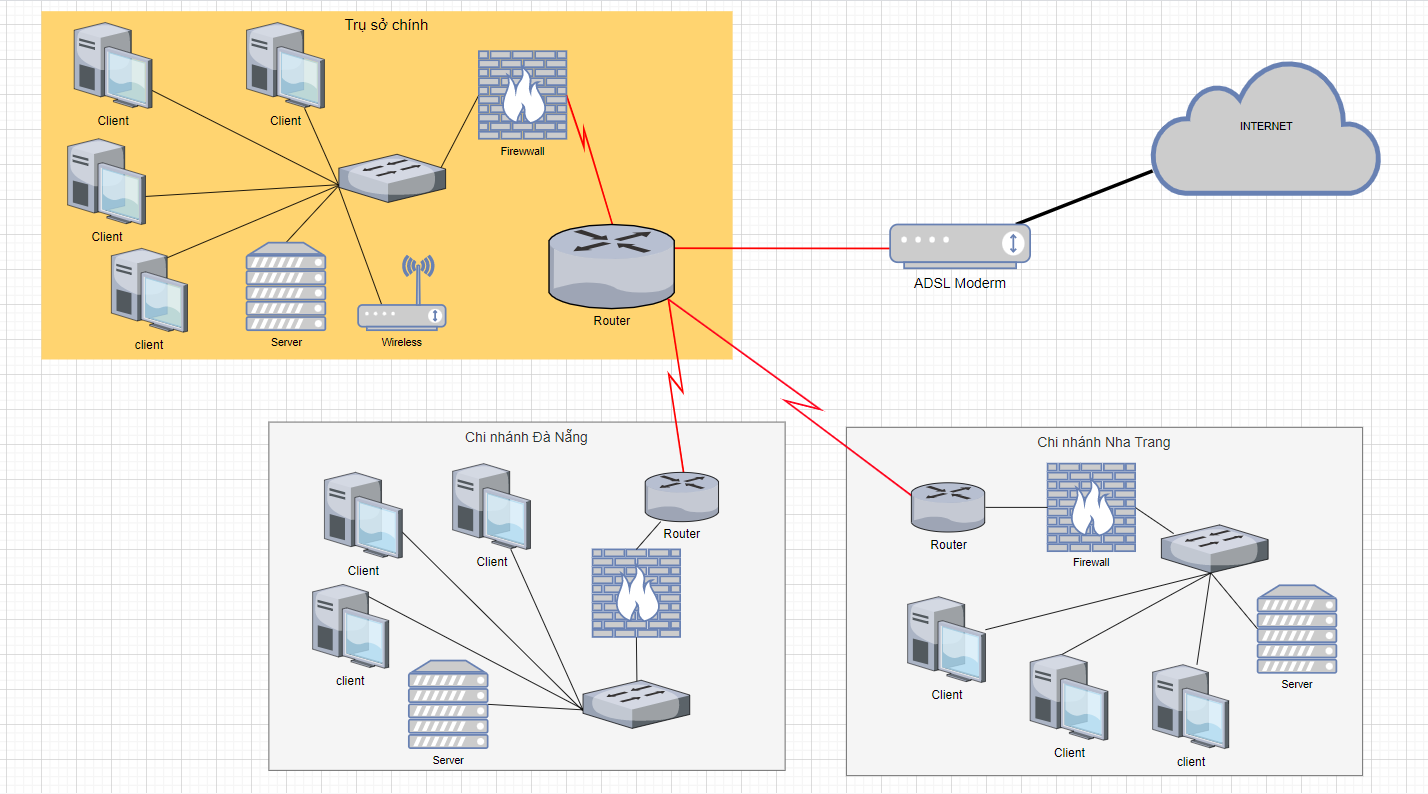 Trụ sở chính
Client
Client
Firewwall
Client
client
Server
Wireless
Router
INTERNET
ADSL Moderm
Chi nhánh Đà Nẵng
Client
Client
Router
client
Server
Chi nhánh Nha Trang
Router
Firewall
Client
Client
client
Server